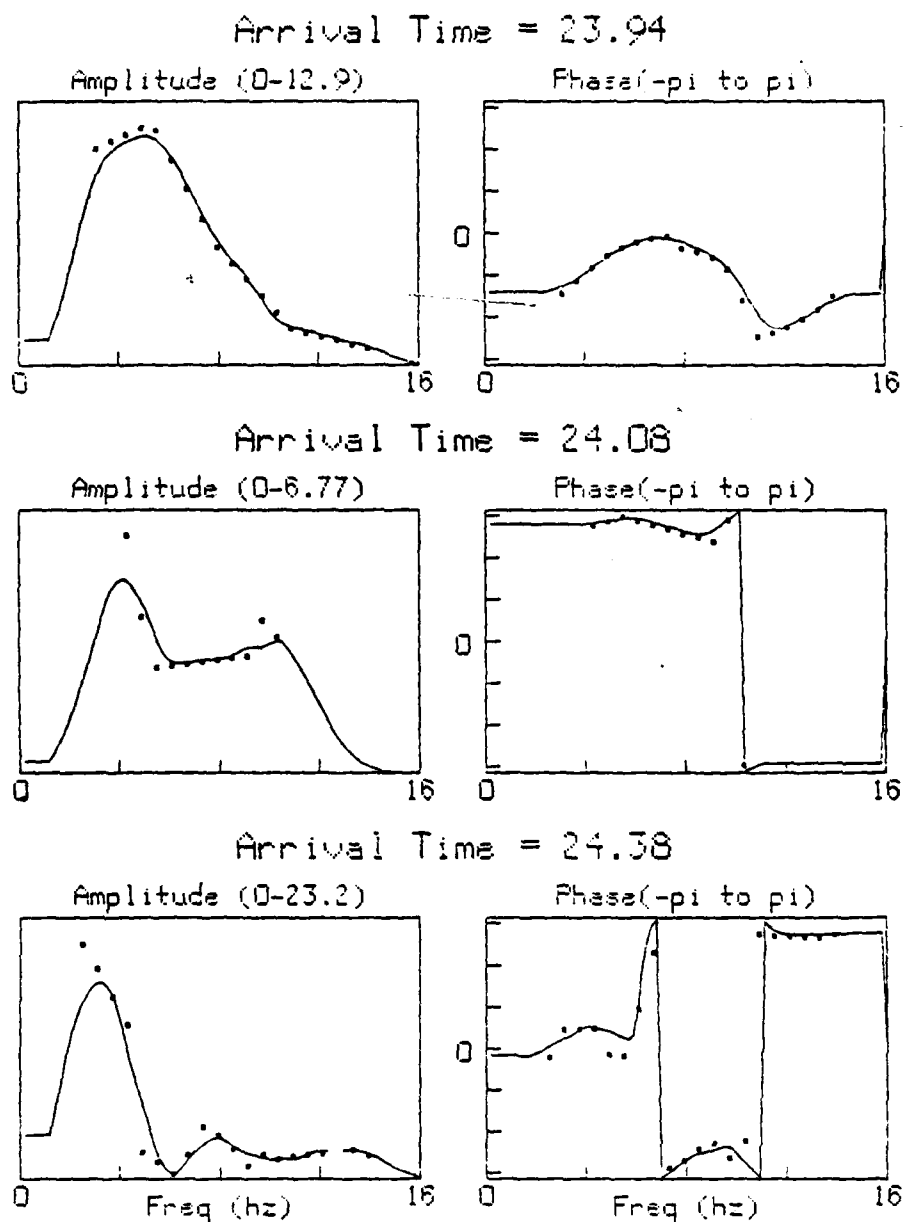 Arrival Time = 23.94
Amplitude (0-12.9) Phase(-pi to pi)
0
0 16 0 16
Arrival Time = 24.08
Amplitude (0-6.77) Phase(-pi to pi)
0
0 16 0 16
Arrival Time = 24.38
Amplitude (0-23.2) Phase(-pi to pi)
0
0 Freq (hz) 16 0 Freq (hz) 16